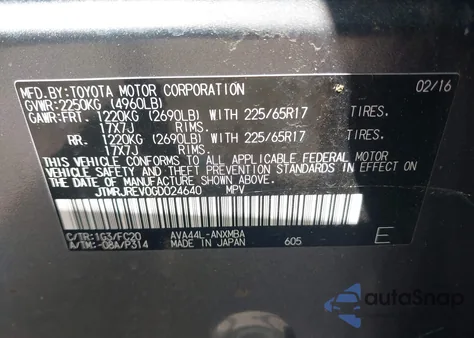 MFD.BY:TOYOTA MOTOR CORPORATION 02/16
GVWR:2250KG (4960LB)
GAWR:FRT. 1220KG (2690LB) WITH 225/65R17 TIRES,
17X7J RIMS.
RR. 1220KG (2690LB) WITH 225/65R17 TIRES,
17X7J RIMS.
THIS VEHICLE CONFORMS TO ALL APPLICABLE FEDERAL MOTOR
VEHICLE SAFETY AND BUMPER STANDARDS IN EFFECT ON
THE DATE OF MANUFACTURE SHOWN ABOVE.
JTMRJREV0GD024640 MPV
C/TR:1G3/FC20 AVA44L-ANXMBA
A/TM:-08A/P314 MADE IN JAPAN 605 E
autoSnap